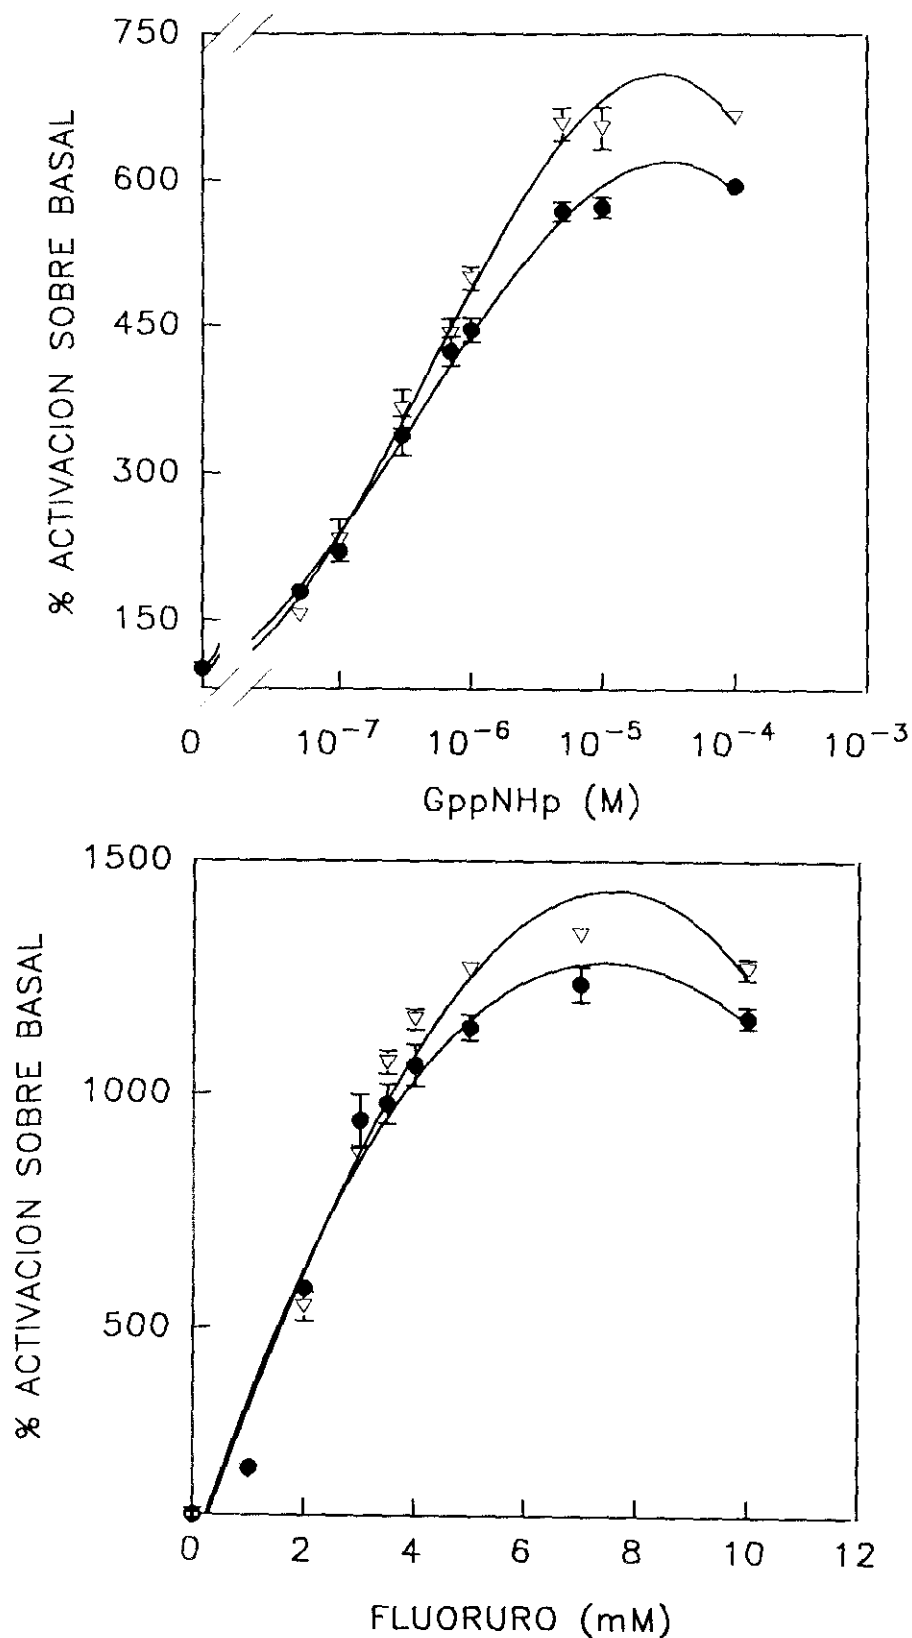 750
600
450
300
150
% ACTIVACION SOBRE BASAL
0 10⁻⁷ 10⁻⁶ 10⁻⁵ 10⁻⁴ 10⁻³
GppNHp (M)
1500
1000
500
% ACTIVACION SOBRE BASAL
0 2 4 6 8 10 12
FLUORURO (mM)